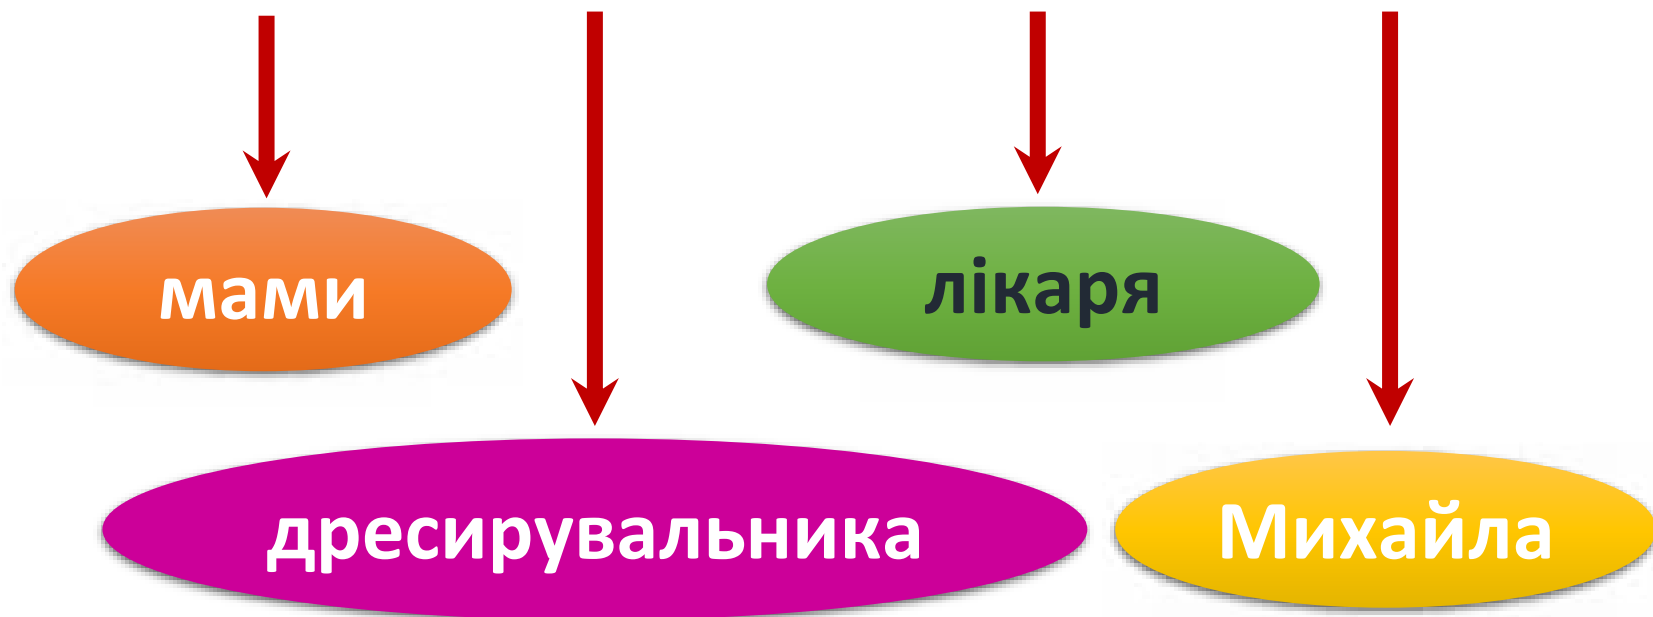 мами
лікаря
дресирувальника
Михайла